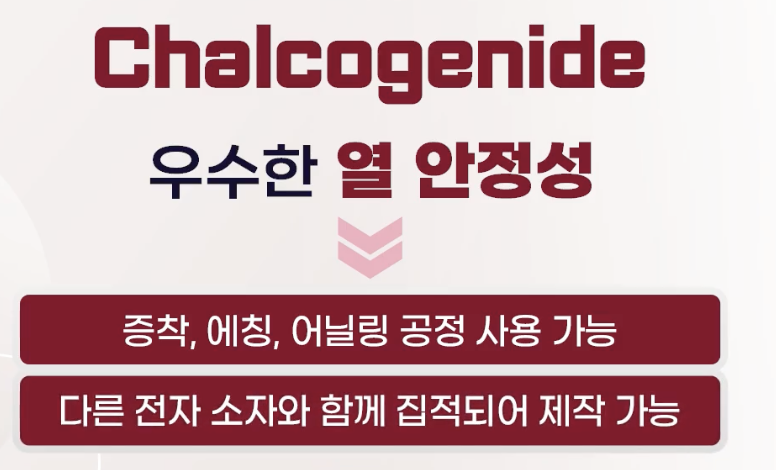 Chalcogenide
우수한 열 안정성
증착, 에칭, 어닐링 공정 사용 가능
다른 전자 소자와 함께 집적되어 제작 가능